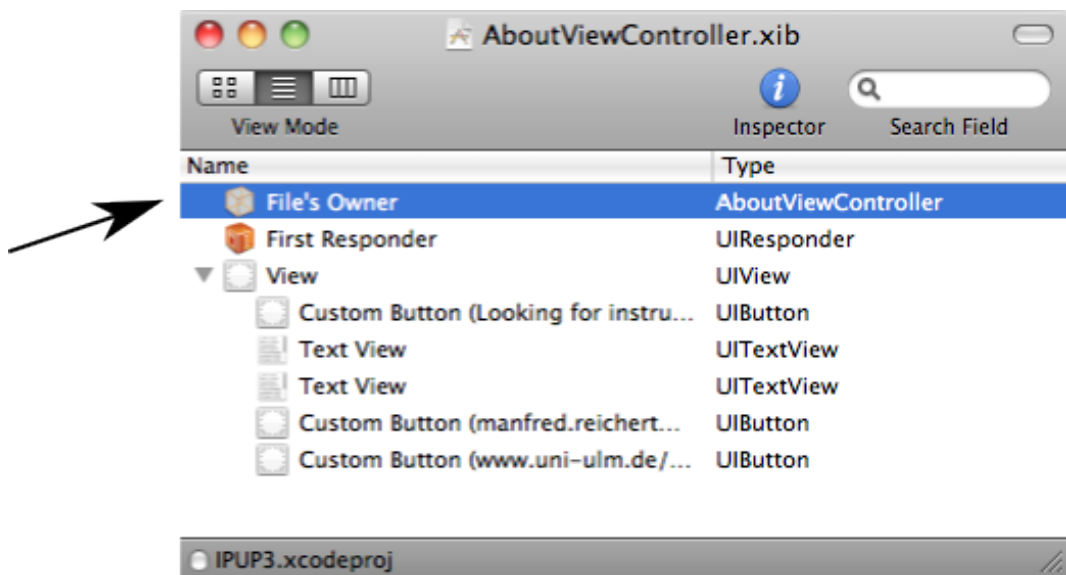 AboutViewController.xib
View Mode
Inspector
Search Field
Name Type
File's Owner AboutViewController
First Responder UIResponder
View UIView
Custom Button (Looking for instru... UIButton
Text View UITextView
Text View UITextView
Custom Button (manfred.reichert... UIButton
Custom Button (www.uni-ulm.de/... UIButton
IPUP3.xcodeproj